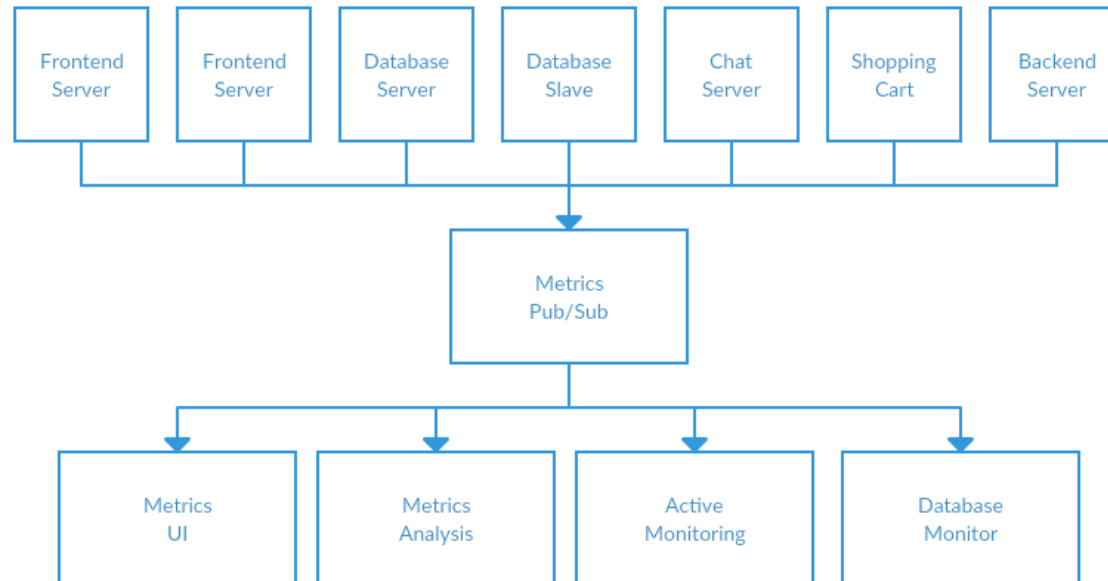 Frontend
Server
Frontend
Server
Database
Server
Database
Slave
Chat
Server
Shopping
Cart
Backend
Server
Metrics
Pub/Sub
Metrics
UI
Metrics
Analysis
Active
Monitoring
Database
Monitor